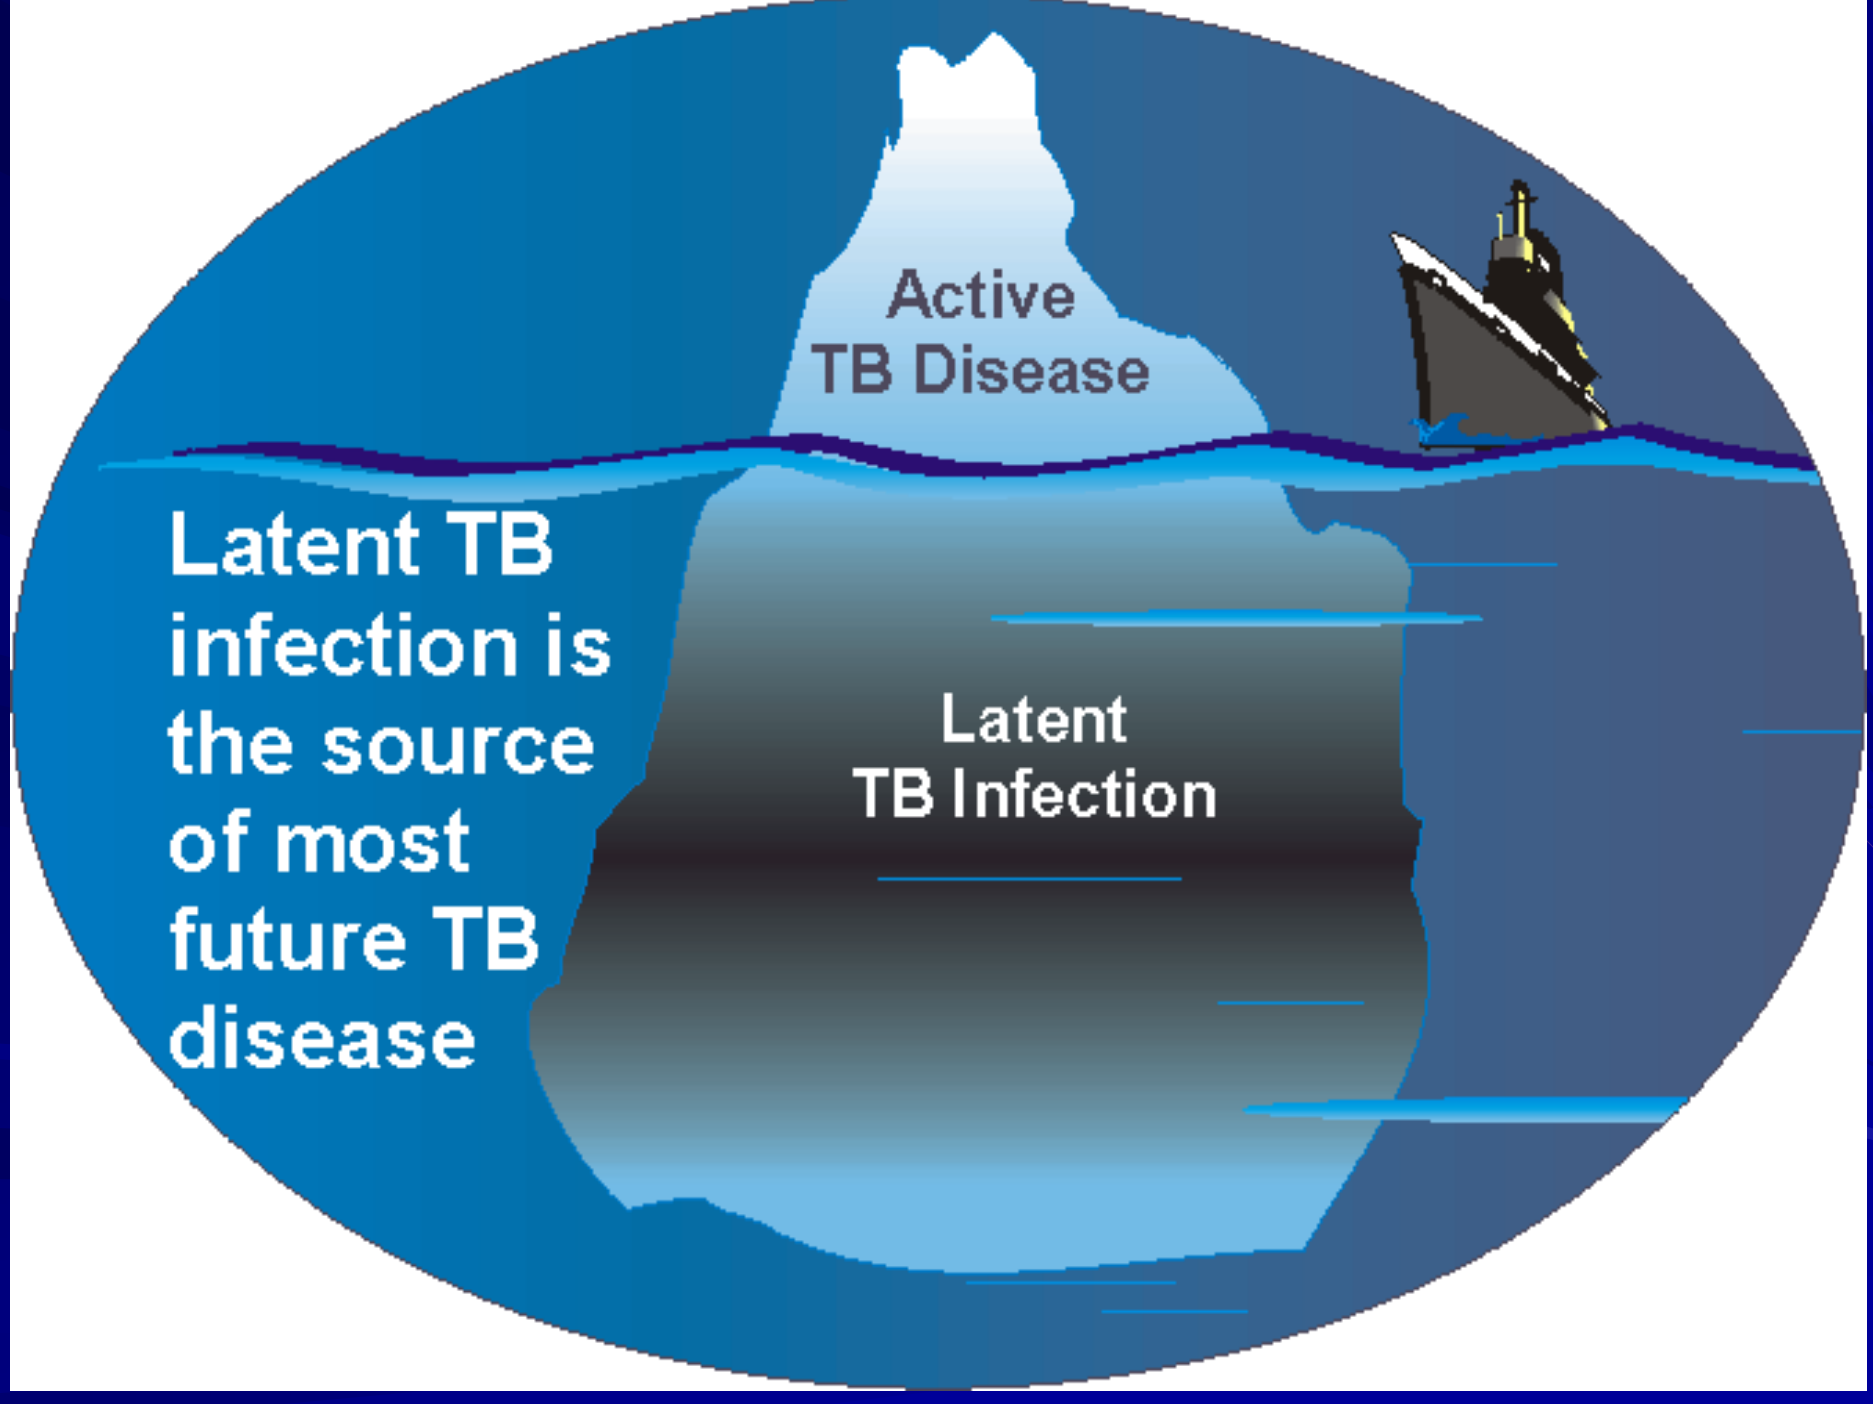 Active
TB Disease
Latent TB
infection is
the source
of most
future TB
disease
Latent
TB Infection